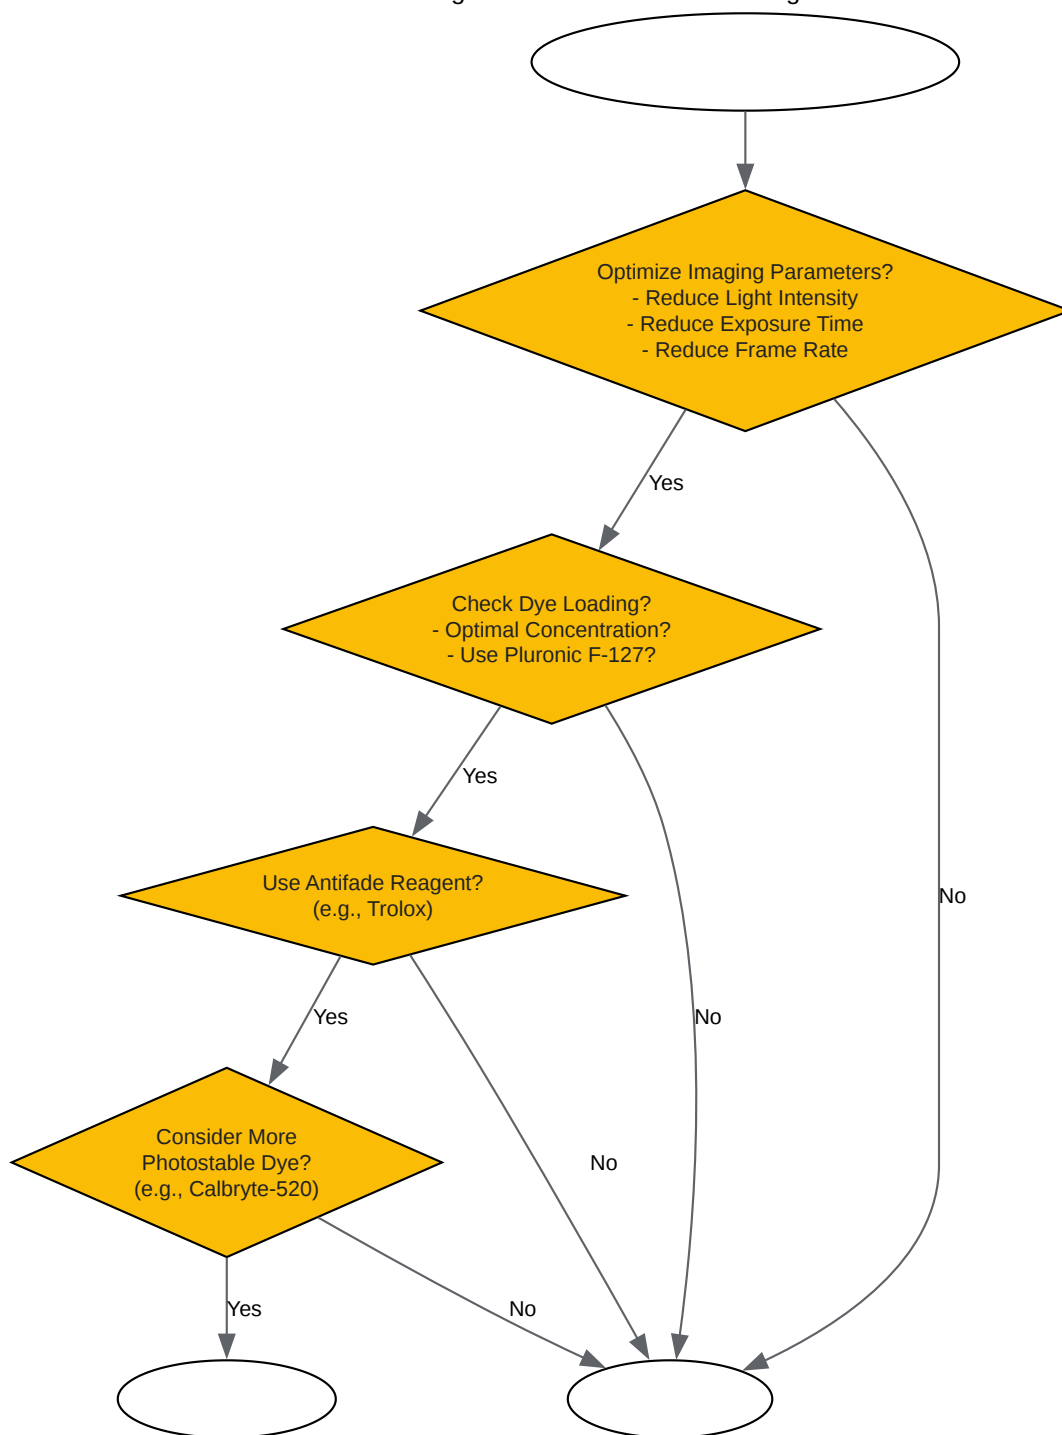 Optimize Imaging Parameters?
- Reduce Light Intensity
- Reduce Exposure Time
- Reduce Frame Rate
Yes
Check Dye Loading?
- Optimal Concentration?
- Use Pluronic F-127?
Yes
Use Antifade Reagent?
(e.g., Trolox)
No
Yes
No
Consider More
Photostable Dye?
(e.g., Calbryte-520)
No
Yes
No